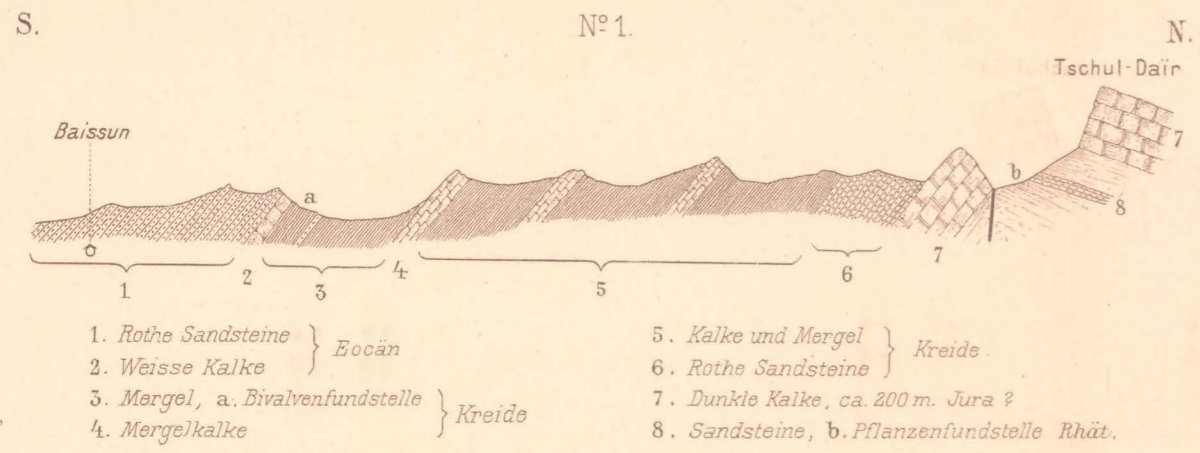 S. Nº 1. N.
Tschul-Daïr
Baissun
a b
7
8
1 2 3 4 5 6 7
1. Rothe Sandsteine
2. Weisse Kalke
Eocän
3. Mergel, a. Bivalvenfundstelle
4. Mergelkalke
Kreide
5. Kalke und Mergel
6. Rothe Sandsteine
Kreide
7. Dunkle Kalke, ca. 200 m. Jura ?
8. Sandsteine, b. Pflanzenfundstelle Rhät.